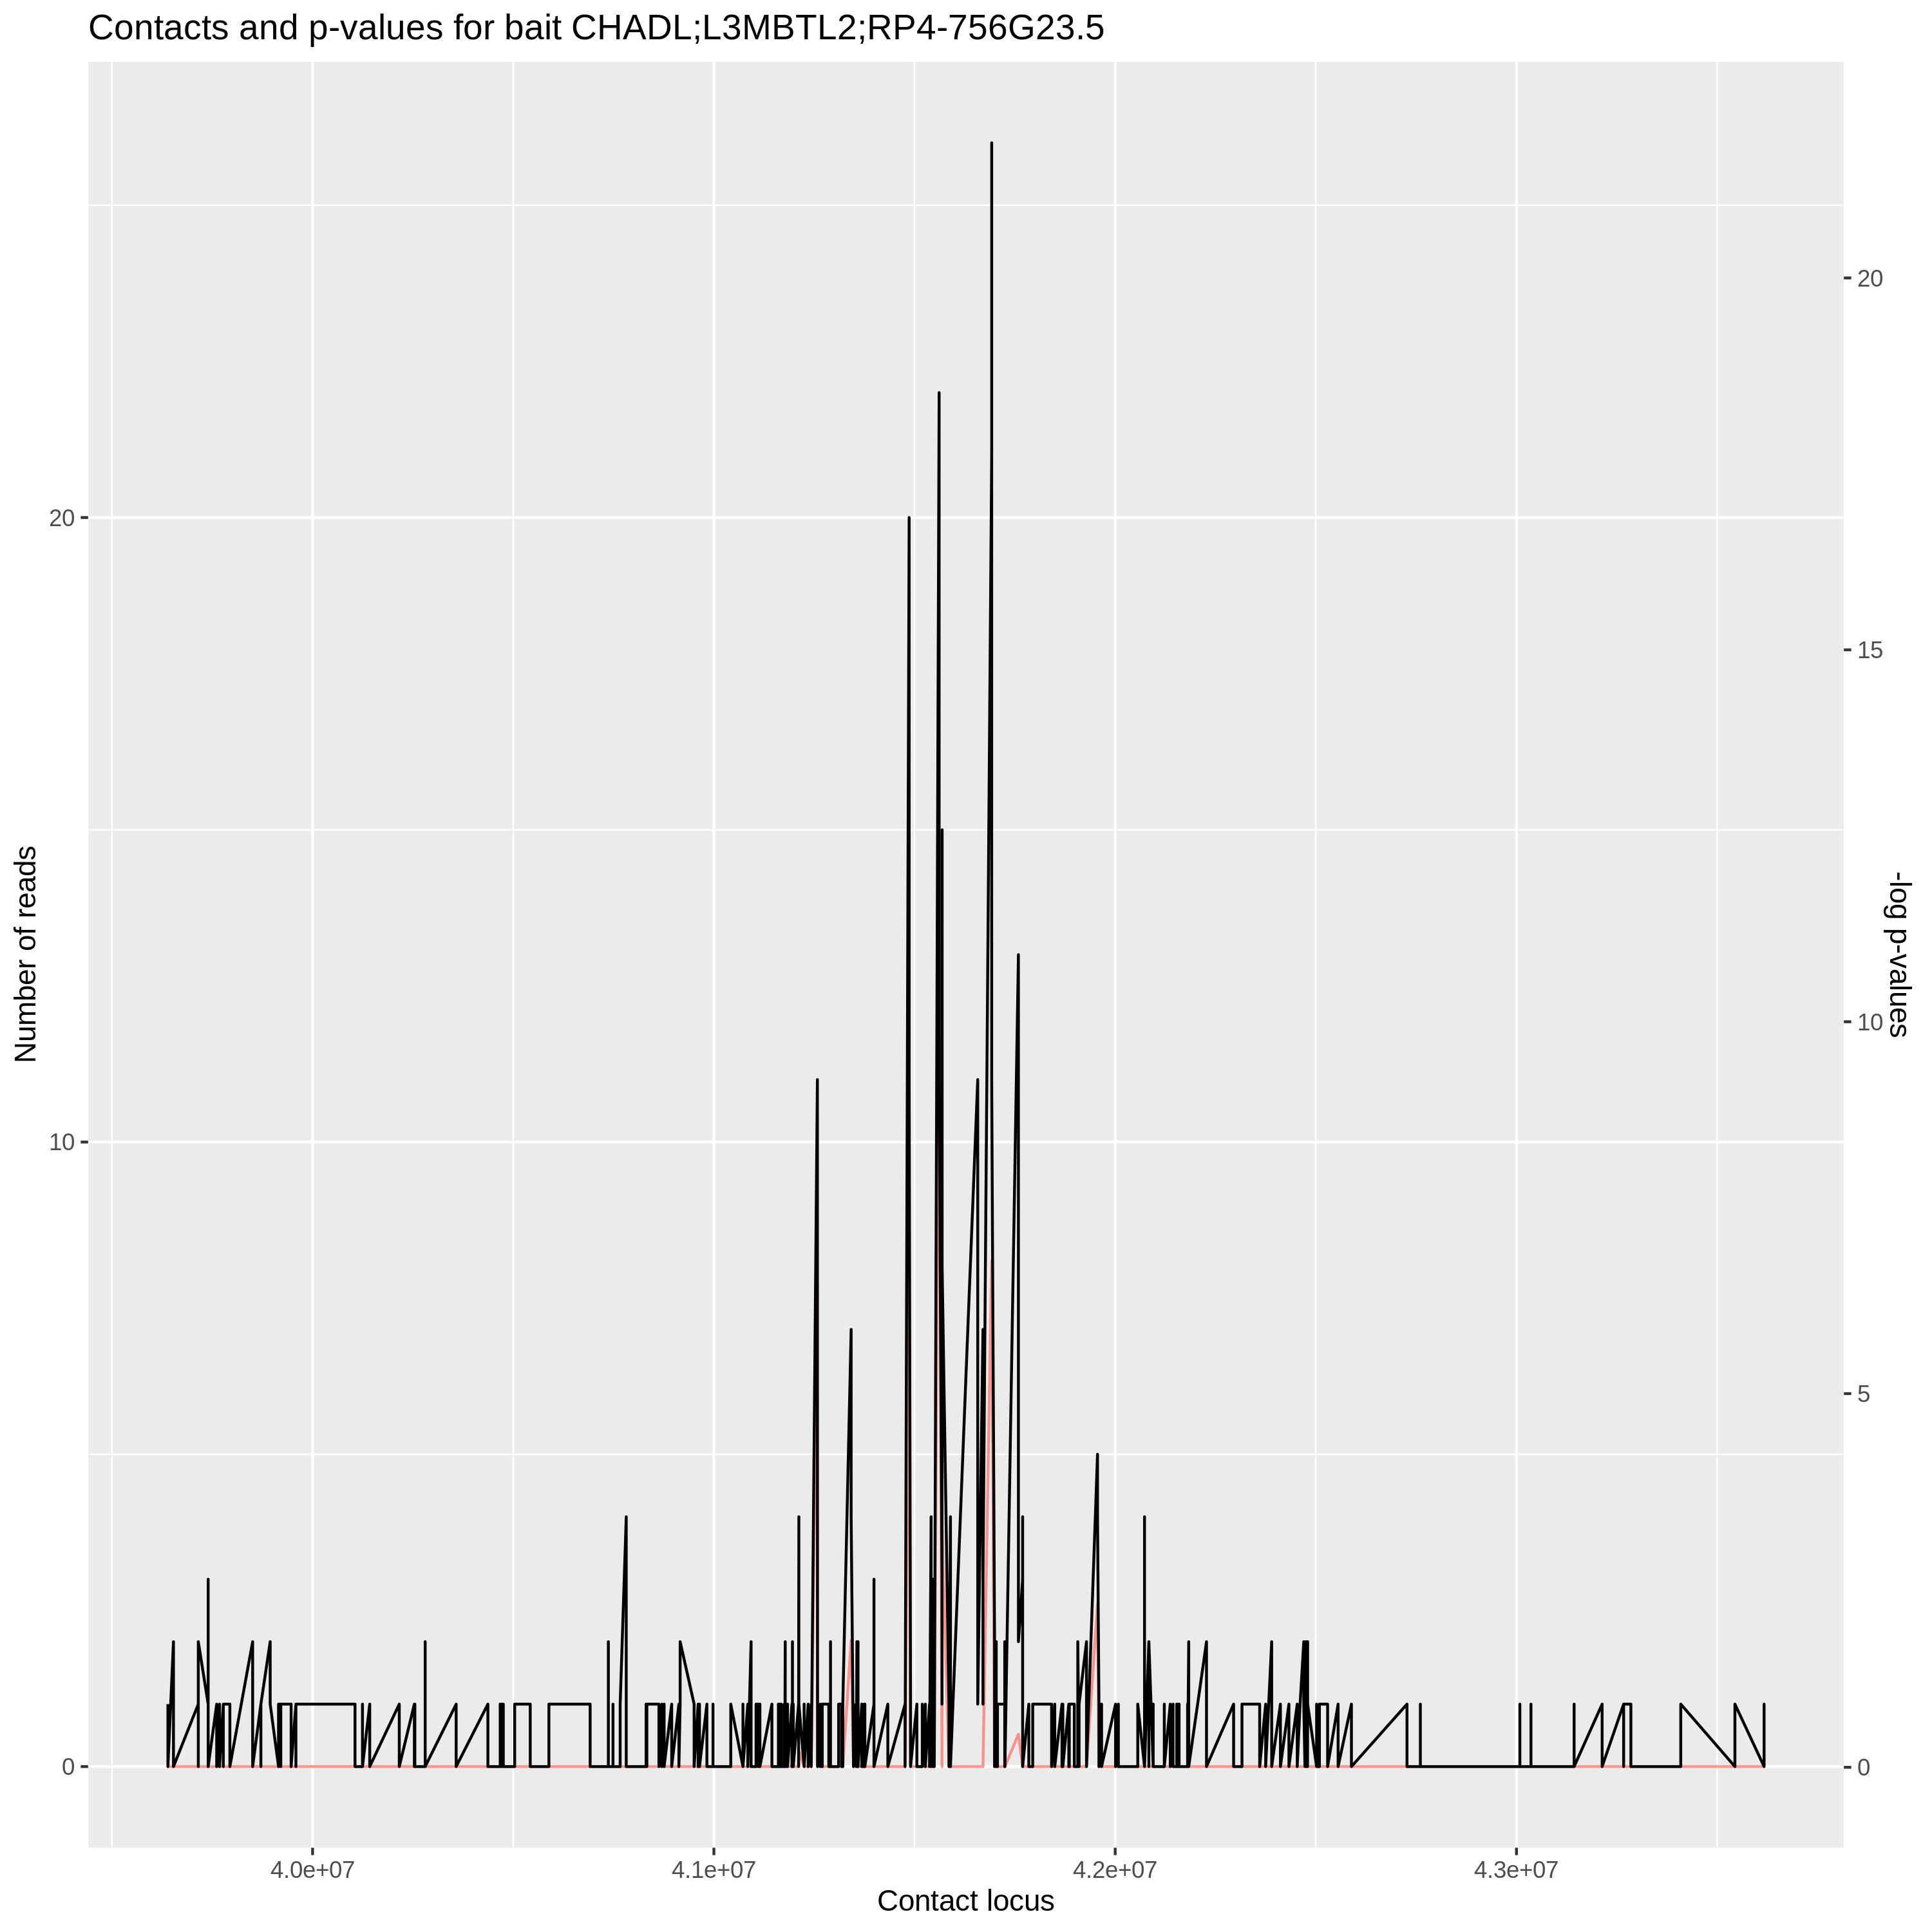 Contacts and p-values for bait CHADL;L3MBTL2;RP4-756G23.5
Number of reads
20
10
0
20
15
10
5
0
-log p-values
4.0e+07
4.1e+07
4.2e+07
4.3e+07
Contact locus